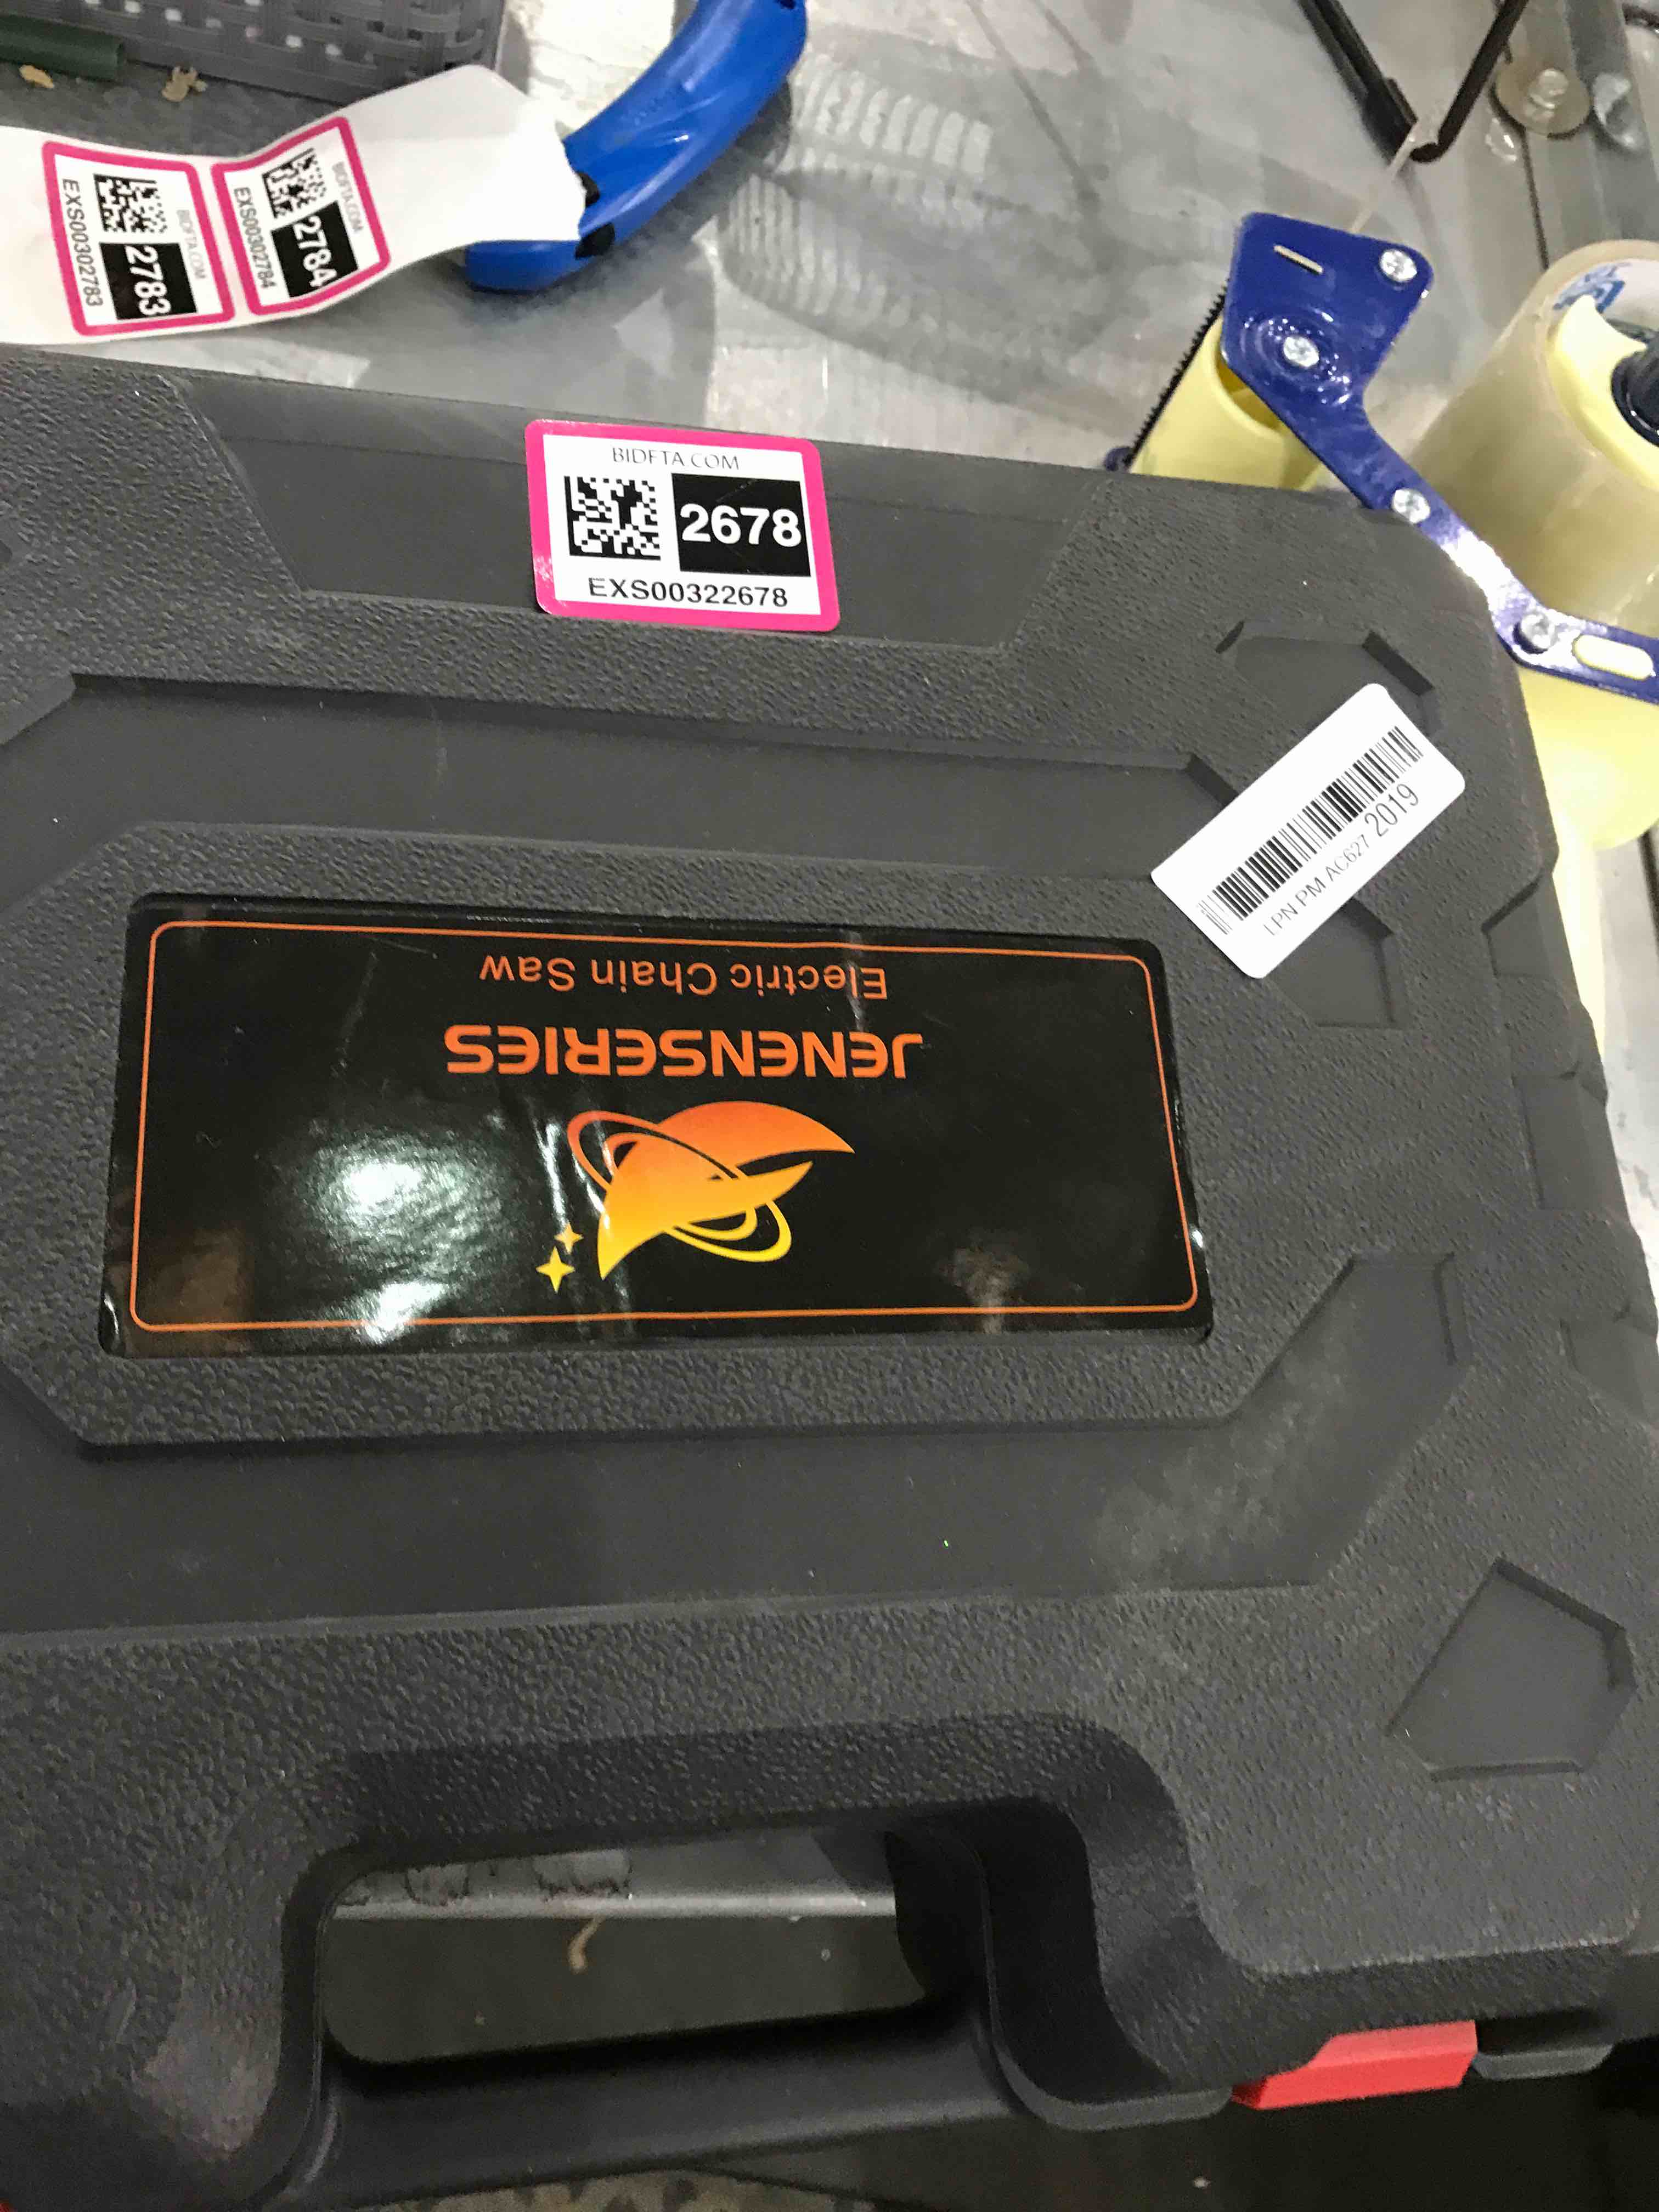 BIDFTA.COM
2783
EXS00302783
BIDFTA.COM
2784
EXS00302784
BIDFTA.COM
2678
EXS00322678
LPN PM AC627 2019
JENENSERIES
Electric Chain Saw